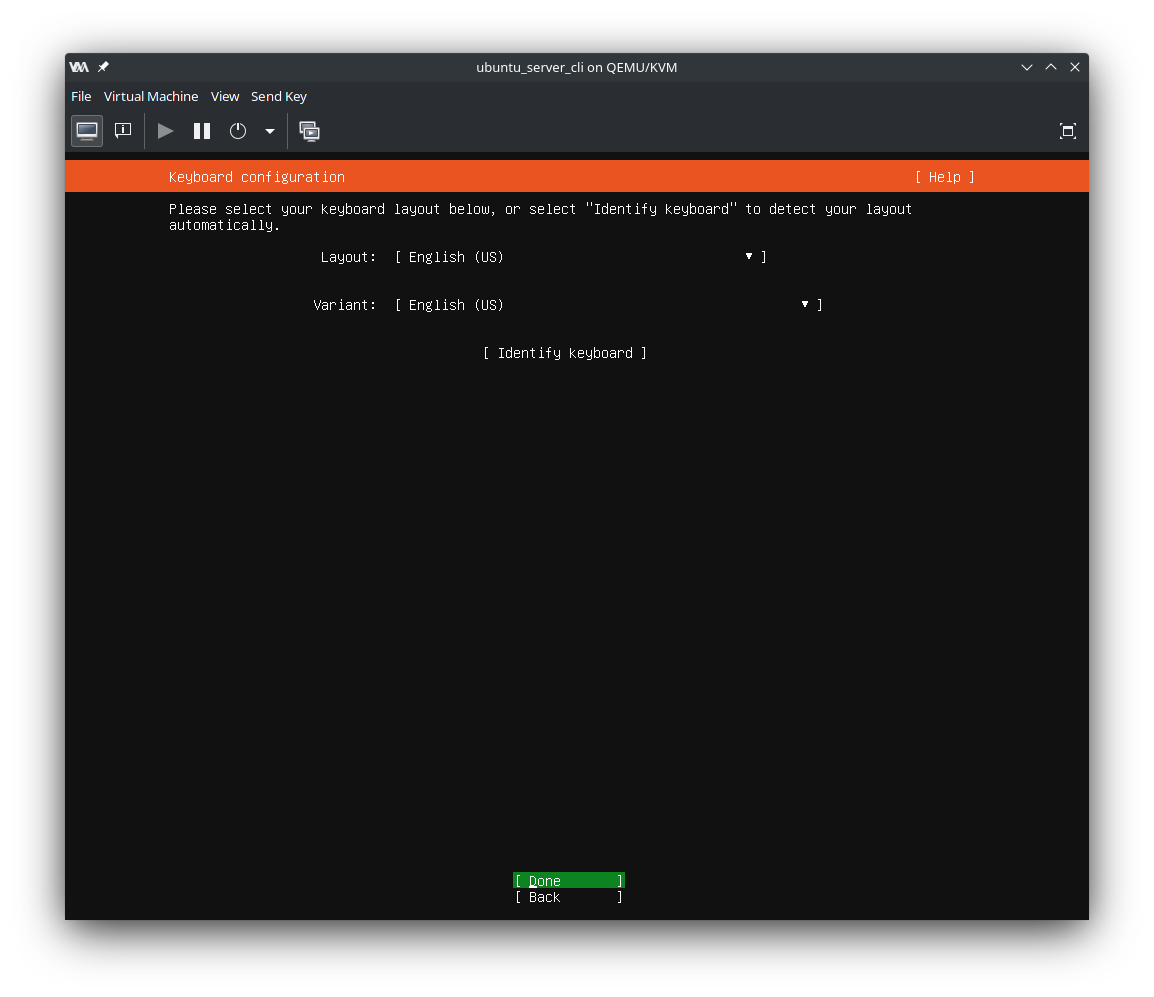 ubuntu_server_cli on QEMU/KVM
File Virtual Machine View Send Key
Keyboard configuration [ Help ]
Please select your keyboard layout below, or select "Identify keyboard" to detect your layout
automatically.
Layout: [ English (US) ▾ ]
Variant: [ English (US) ▾ ]
[ Identify keyboard ]
[ Done ]
[ Back ]